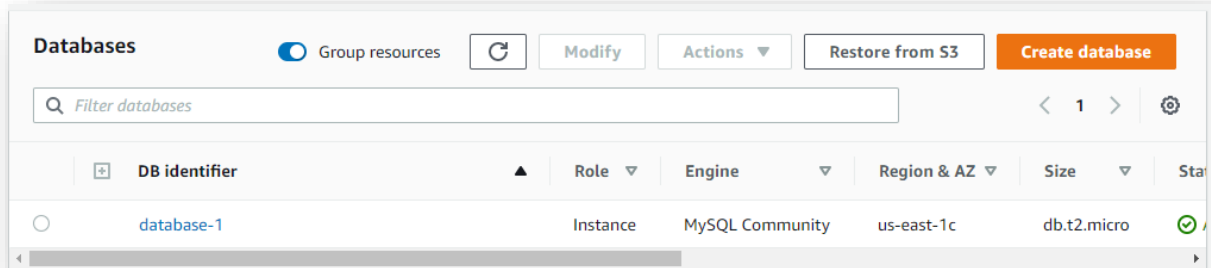 Databases Group resources Modify Actions Restore from S3 Create database
Filter databases 1
DB identifier Role Engine Region & AZ Size
database-1 Instance MySQL Community us-east-1c db.t2.micro